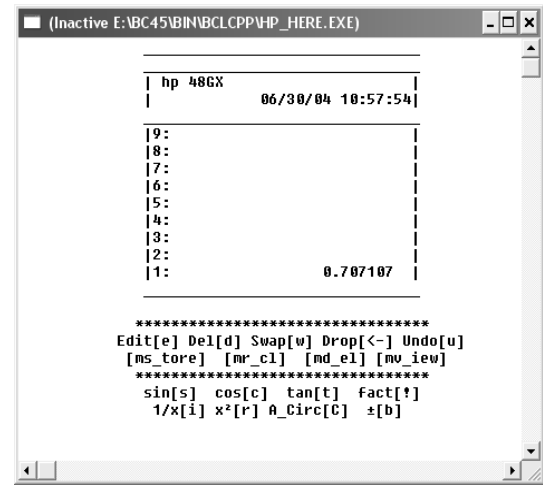 (Inactive E:\BC45\BIN\BCLCPP\HP_HERE.EXE)
| hp 48GX |
| 06/30/04 10:57:54|
|9: |
|8: |
|7: |
|6: |
|5: |
|4: |
|3: |
|2: |
|1: 0.707107 |
*********************************
Edit[e] Del[d] Swap[w] Drop[<-] Undo[u]
[ms_tore] [mr_cl] [md_el] [mv_iew]
*********************************
sin[s] cos[c] tan[t] fact[!]
1/x[i] x²[r] A_Circ[C] ±[b]